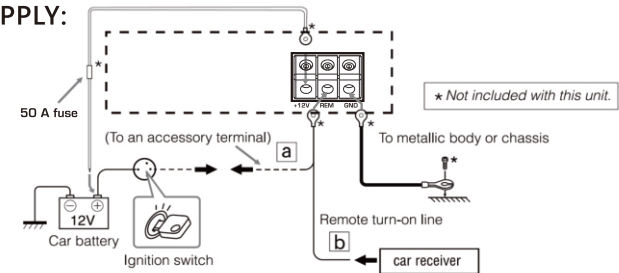 PPLY:
*
*
50 A fuse
+12V REM GND
* *
* Not included with this unit.
(To an accessory terminal)
a
To metallic body or chassis
*
12V
Car battery
Ignition switch
Remote turn-on line
b
car receiver